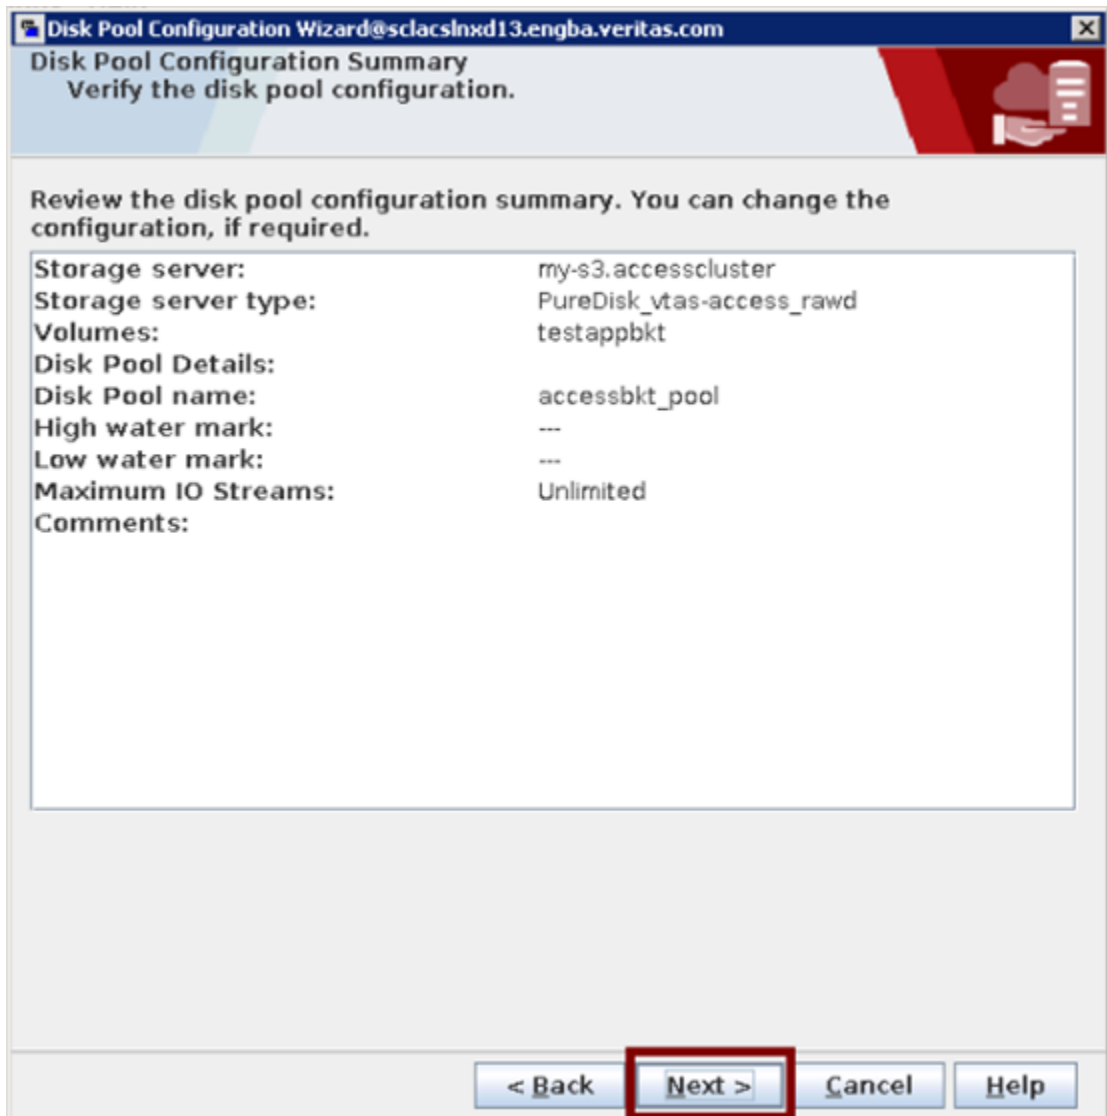 Disk Pool Configuration Wizard@sclacslnxd13.engba.veritas.com
Disk Pool Configuration Summary
Verify the disk pool configuration.
Review the disk pool configuration summary. You can change the
configuration, if required.
Storage server: my-s3.accesscluster
Storage server type: PureDisk_vtas-access_rawd
Volumes: testappbkt
Disk Pool Details:
Disk Pool name: accessbkt_pool
High water mark: ---
Low water mark: ---
Maximum IO Streams: Unlimited
Comments:
< Back Next > Cancel Help